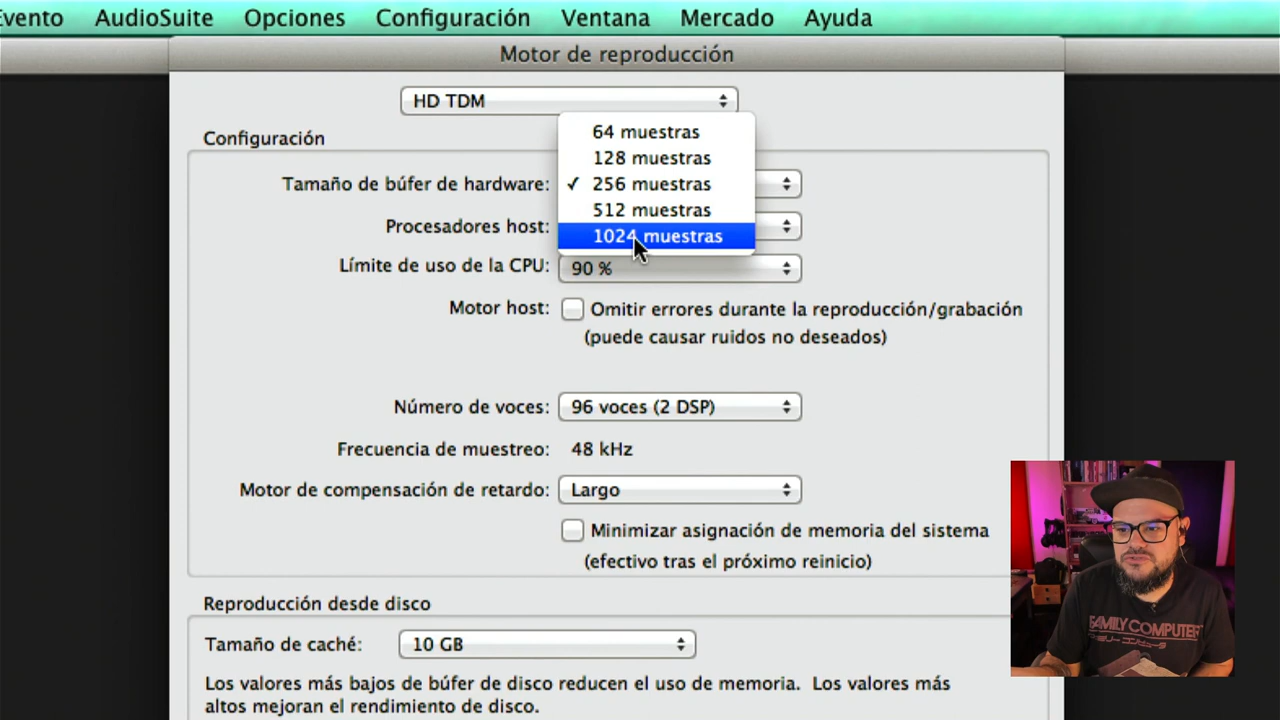 Evento AudioSuite Opciones Configuración Ventana Mercado Ayuda
Motor de reproducción
HD TDM
Configuración
64 muestras
128 muestras
Tamaño de búfer de hardware: ✓ 256 muestras
512 muestras
Procesadores host:
1024 muestras
Límite de uso de la CPU: 90 %
Motor host: Omitir errores durante la reproducción/grabación
(puede causar ruidos no deseados)
Número de voces: 96 voces (2 DSP)
Frecuencia de muestreo: 48 kHz
Motor de compensación de retardo: Largo
Minimizar asignación de memoria del sistema
(efectivo tras el próximo reinicio)
Reproducción desde disco
FAMILY COMPUTER
Tamaño de caché: 10 GB
Los valores más bajos de búfer de disco reducen el uso de memoria. Los valores más
altos mejoran el rendimiento de disco.